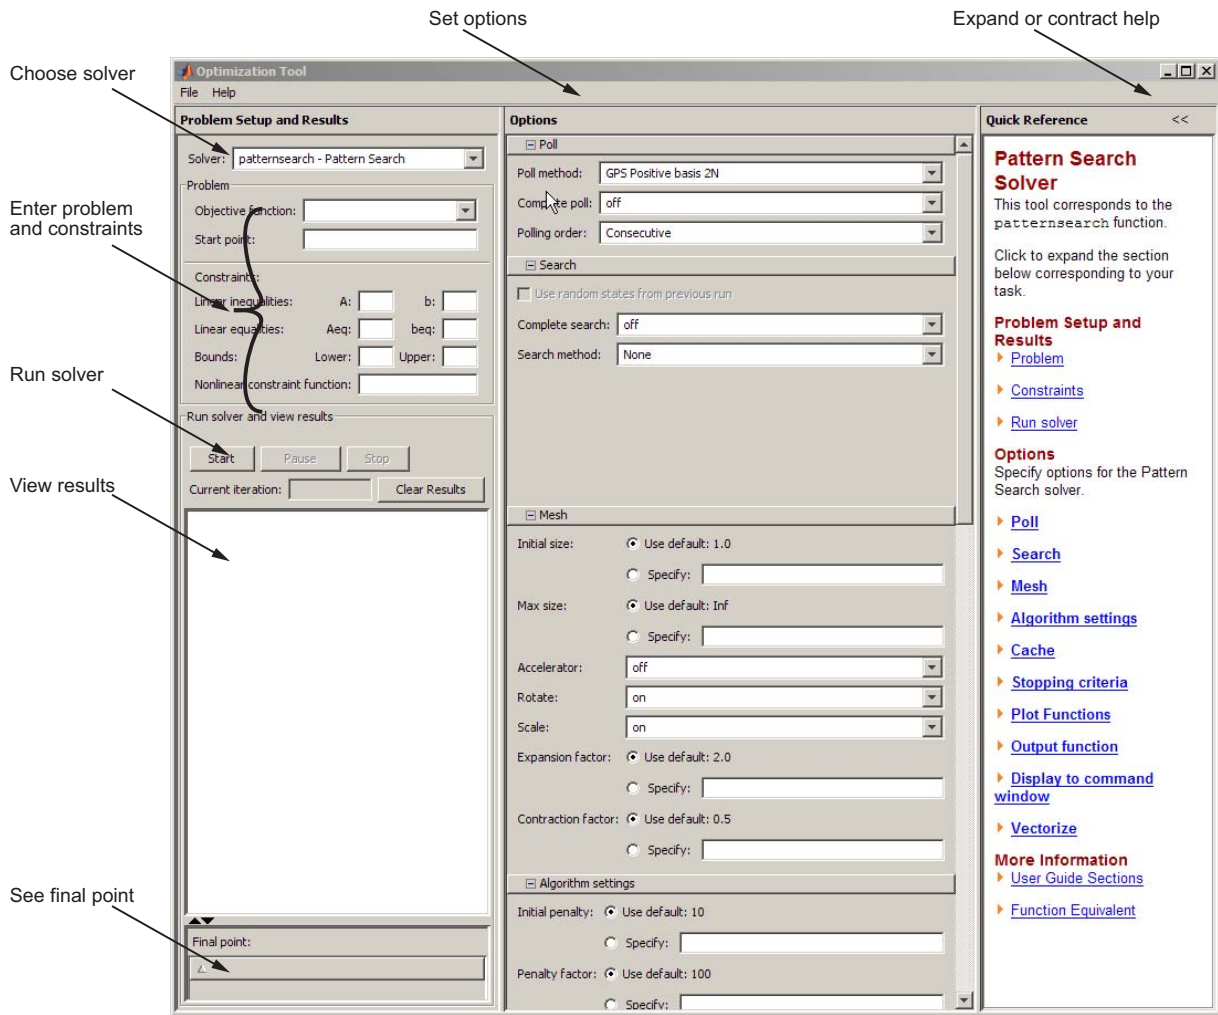 Set options
Expand or contract help
Choose solver
Enter problem
and constraints
Run solver
View results
See final point
Optimization Tool
File Help
Problem Setup and Results
Solver: patternsearch - Pattern Search
Problem
Objective function:
Start point:
Constraints:
Linear inequalities: A: b:
Linear equalities: Aeq: beq:
Bounds: Lower: Upper:
Nonlinear constraint function:
Run solver and view results
Start Pause Stop
Current iteration: Clear Results
Final point:
Options
Poll
Poll method: GPS Positive basis 2N
Complete poll: off
Polling order: Consecutive
Search
Use random states from previous run
Complete search: off
Search method: None
Mesh
Initial size: Use default: 1.0
Specify:
Max size: Use default: Inf
Specify:
Accelerator: off
Rotate: on
Scale: on
Expansion factor: Use default: 2.0
Specify:
Contraction factor: Use default: 0.5
Specify:
Algorithm settings
Initial penalty: Use default: 10
Specify:
Penalty factor: Use default: 100
Specify:
Quick Reference <<
Pattern Search
Solver
This tool corresponds to the
patternsearch function.
Click to expand the section
below corresponding to your
task.
Problem Setup and
Results
Problem
Constraints
Run solver
Options
Specify options for the Pattern
Search solver.
Poll
Search
Mesh
Algorithm settings
Cache
Stopping criteria
Plot Functions
Output function
Display to command
window
Vectorize
More Information
User Guide Sections
Function Equivalent